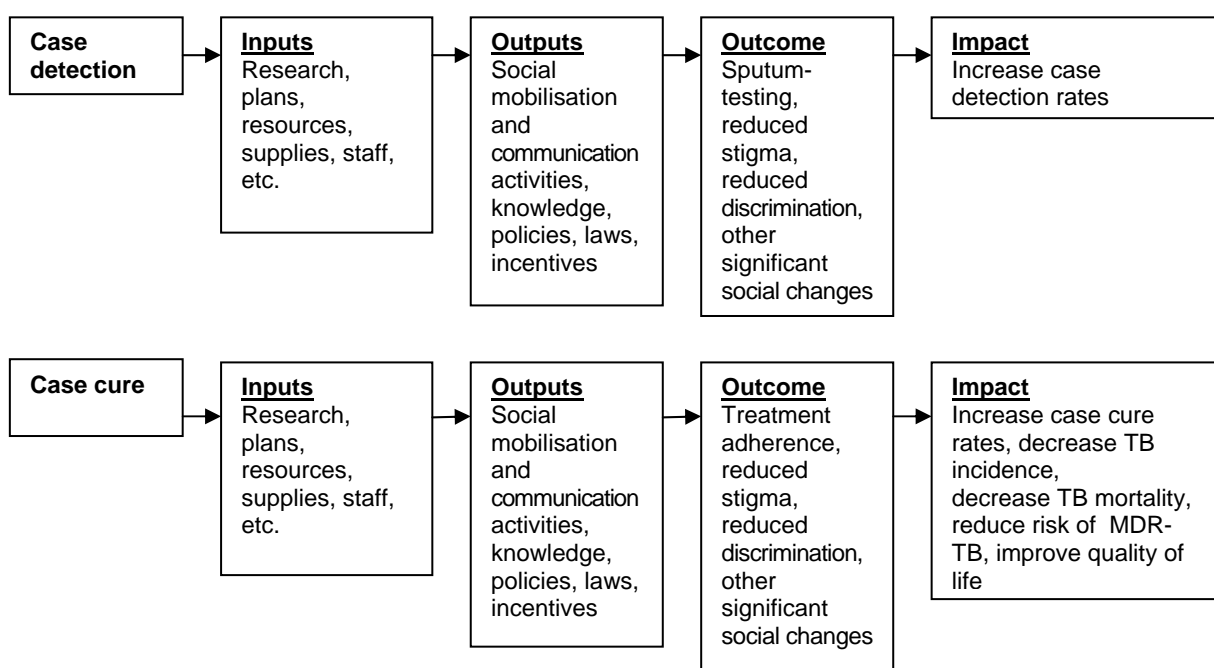 Case
detection
Inputs
Research,
plans,
resources,
supplies, staff,
etc.
Outputs
Social
mobilisation
and
communication
activities,
knowledge,
policies, laws,
incentives
Outcome
Sputum-
testing,
reduced
stigma,
reduced
discrimination,
other
significant
social changes
Impact
Increase case
detection rates
Case cure
Inputs
Research,
plans,
resources,
supplies, staff,
etc.
Outputs
Social
mobilisation
and
communication
activities,
knowledge,
policies, laws,
incentives
Outcome
Treatment
adherence,
reduced
stigma,
reduced
discrimination,
other
significant
social changes
Impact
Increase case cure
rates, decrease TB
incidence,
decrease TB mortality,
reduce risk of MDR-
TB, improve quality of
life